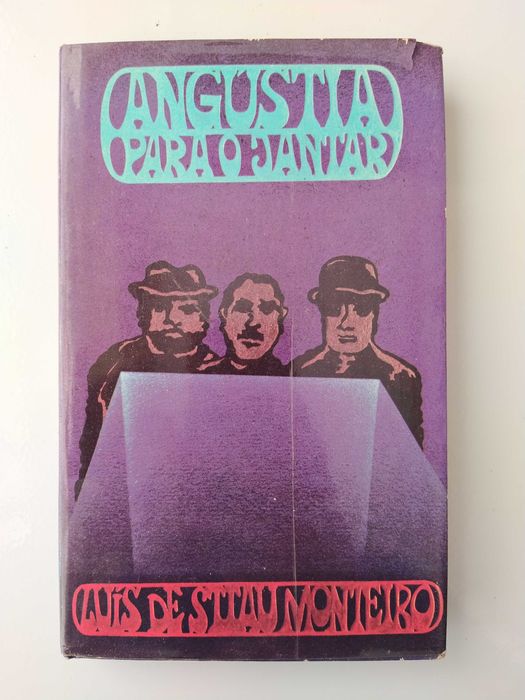 ANGÚSTIA
PARA O JANTAR
LUÍS DE STTAU MONTEIRO